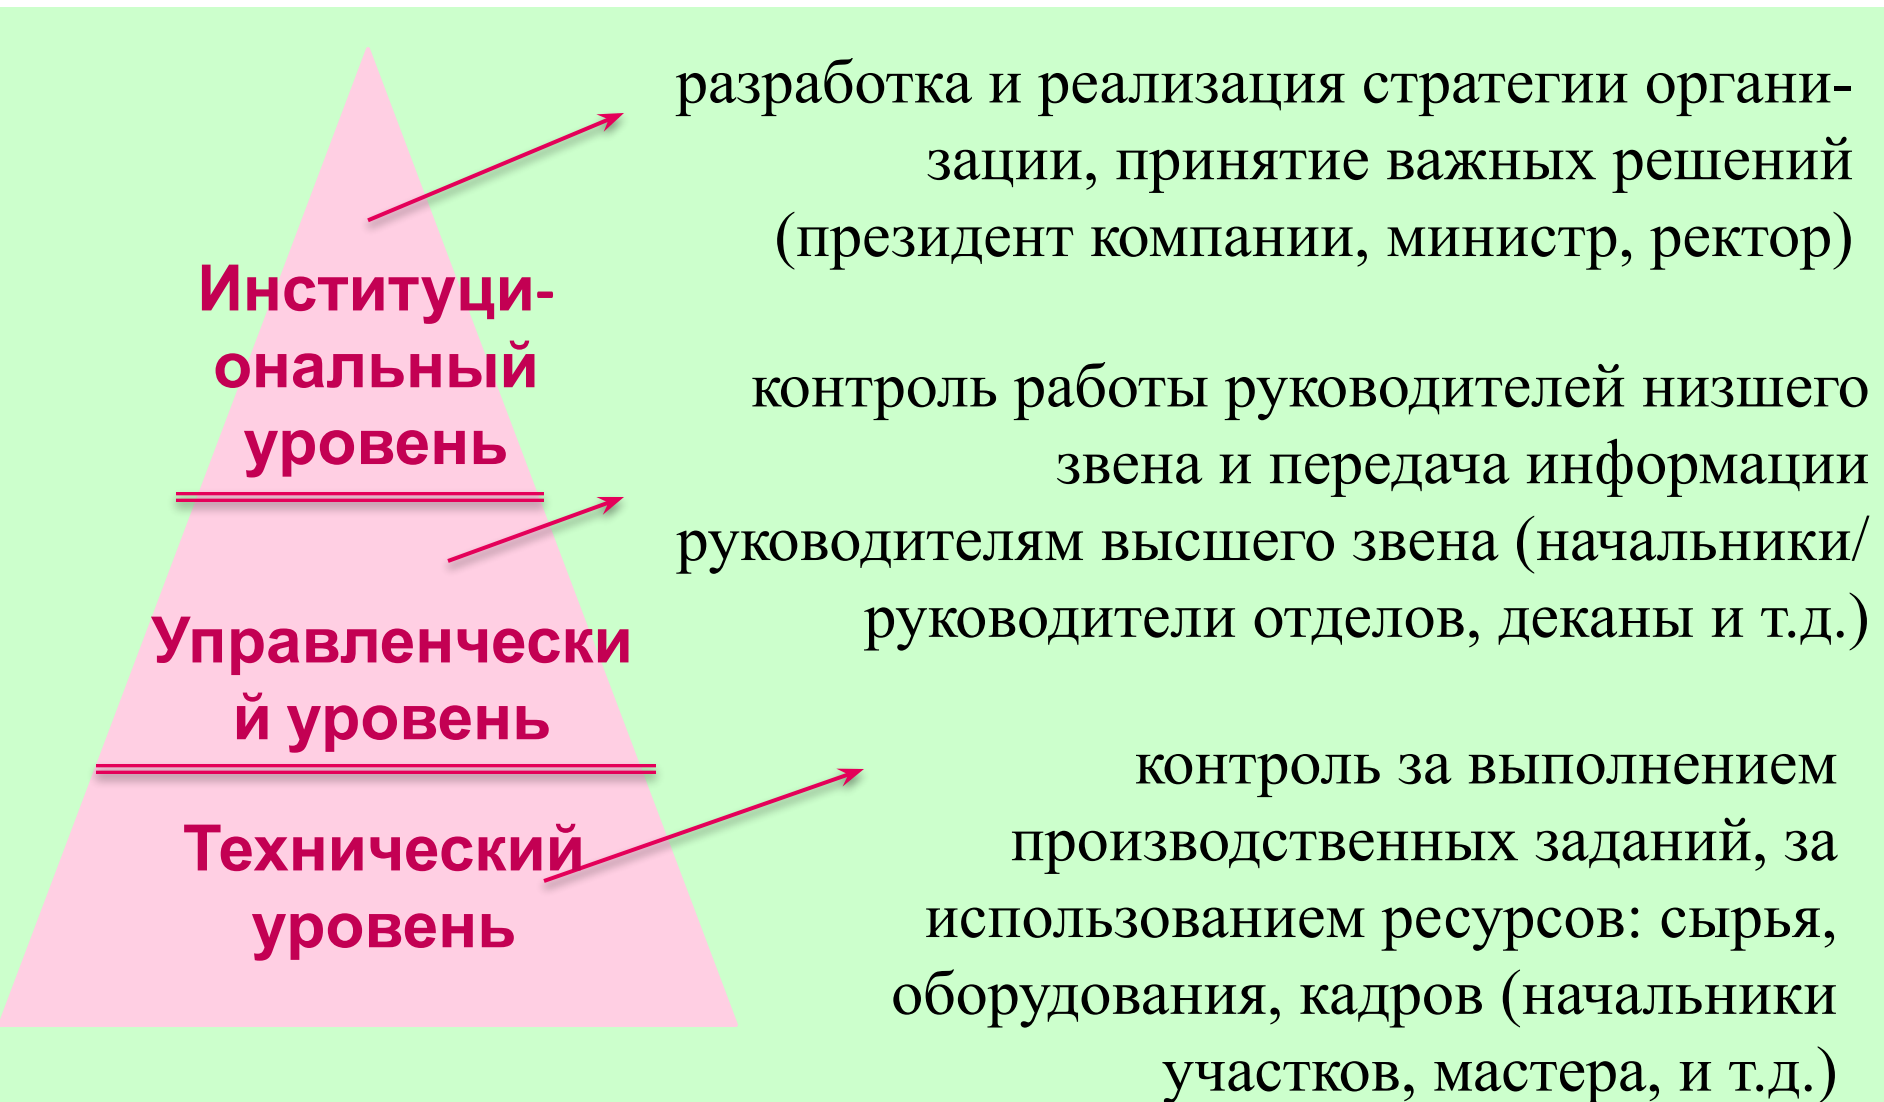 разработка и реализация стратегии органи-
зации, принятие важных решений
(президент компании, министр, ректор)
Институци-
ональный
уровень
контроль работы руководителей низшего
звена и передача информации
руководителям высшего звена (начальники/
руководители отделов, деканы и т.д.)
Управленчески
й уровень
контроль за выполнением
производственных заданий, за
использованием ресурсов: сырья,
оборудования, кадров (начальники
участков, мастера, и т.д.)
Технический
уровень